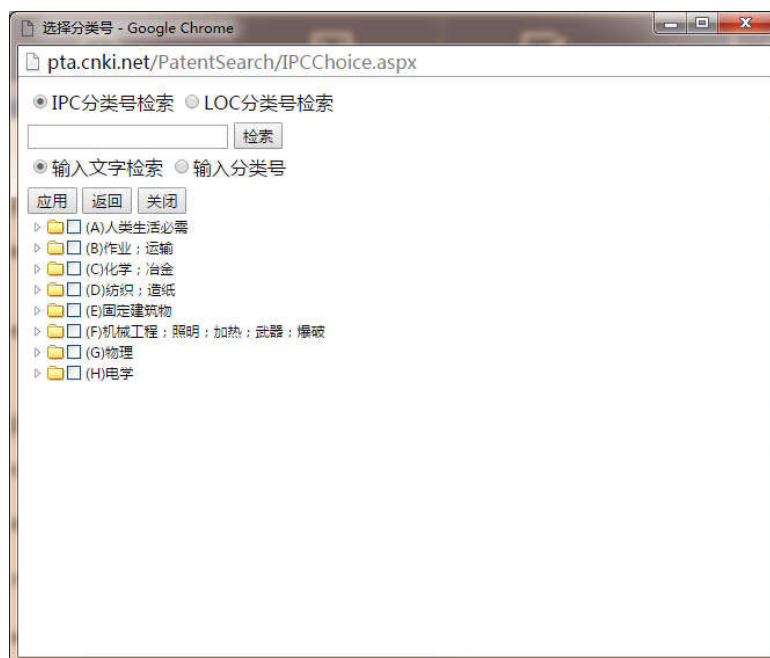 选择分类号 - Google Chrome
pta.cnki.net/PatentSearch/IPCChoice.aspx
IPC分类号检索 LOC分类号检索
检索
输入文字检索 输入分类号
应用 返回 关闭
(A)人类生活必需
(B)作业；运输
(C)化学；冶金
(D)纺织；造纸
(E)固定建筑物
(F)机械工程；照明；加热；武器；爆破
(G)物理
(H)电学